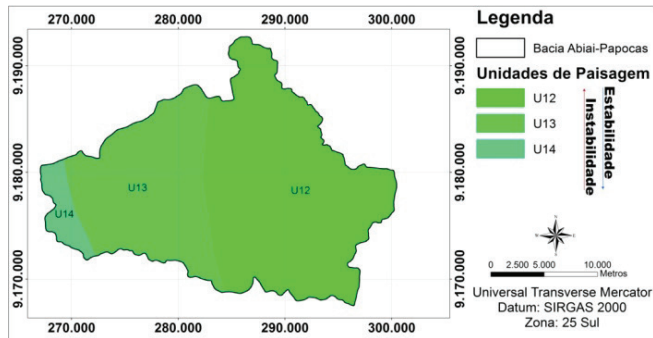 270.000 280.000 290.000 300.000
9.190.000 9.190.000
9.180.000 9.180.000
9.170.000 9.170.000
U14
U13
U12
270.000 280.000 290.000 300.000
Legenda
Bacia Abiai-Papocas
Unidades de Paisagem
U12
U13
U14
Instabilidade
Estabilidade
N
0 2.500 5.000 10.000
Metros
Universal Transverse Mercator
Datum: SIRGAS 2000
Zona: 25 Sul